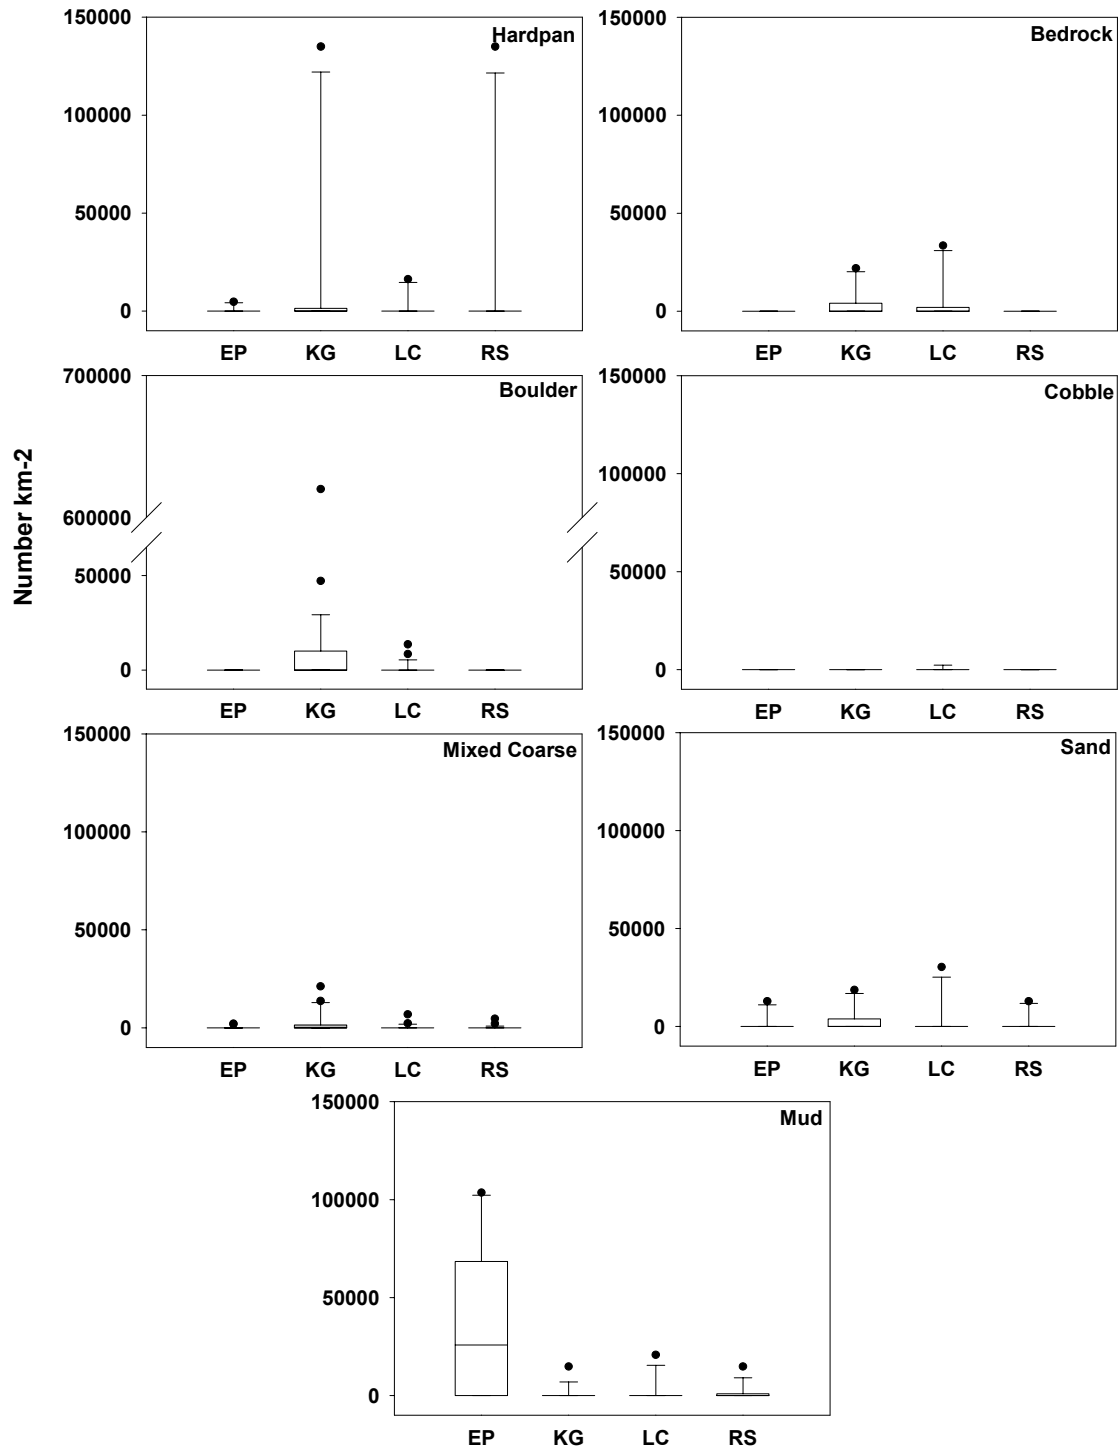 150000
Hardpan
100000
50000
0
EP KG LC RS
150000
Bedrock
100000
50000
0
EP KG LC RS
Number km-2
700000
Boulder
600000
50000
0
EP KG LC RS
150000
Cobble
100000
50000
0
EP KG LC RS
150000
Mixed Coarse
100000
50000
0
EP KG LC RS
150000
Sand
100000
50000
0
EP KG LC RS
150000
Mud
100000
50000
0
EP KG LC RS